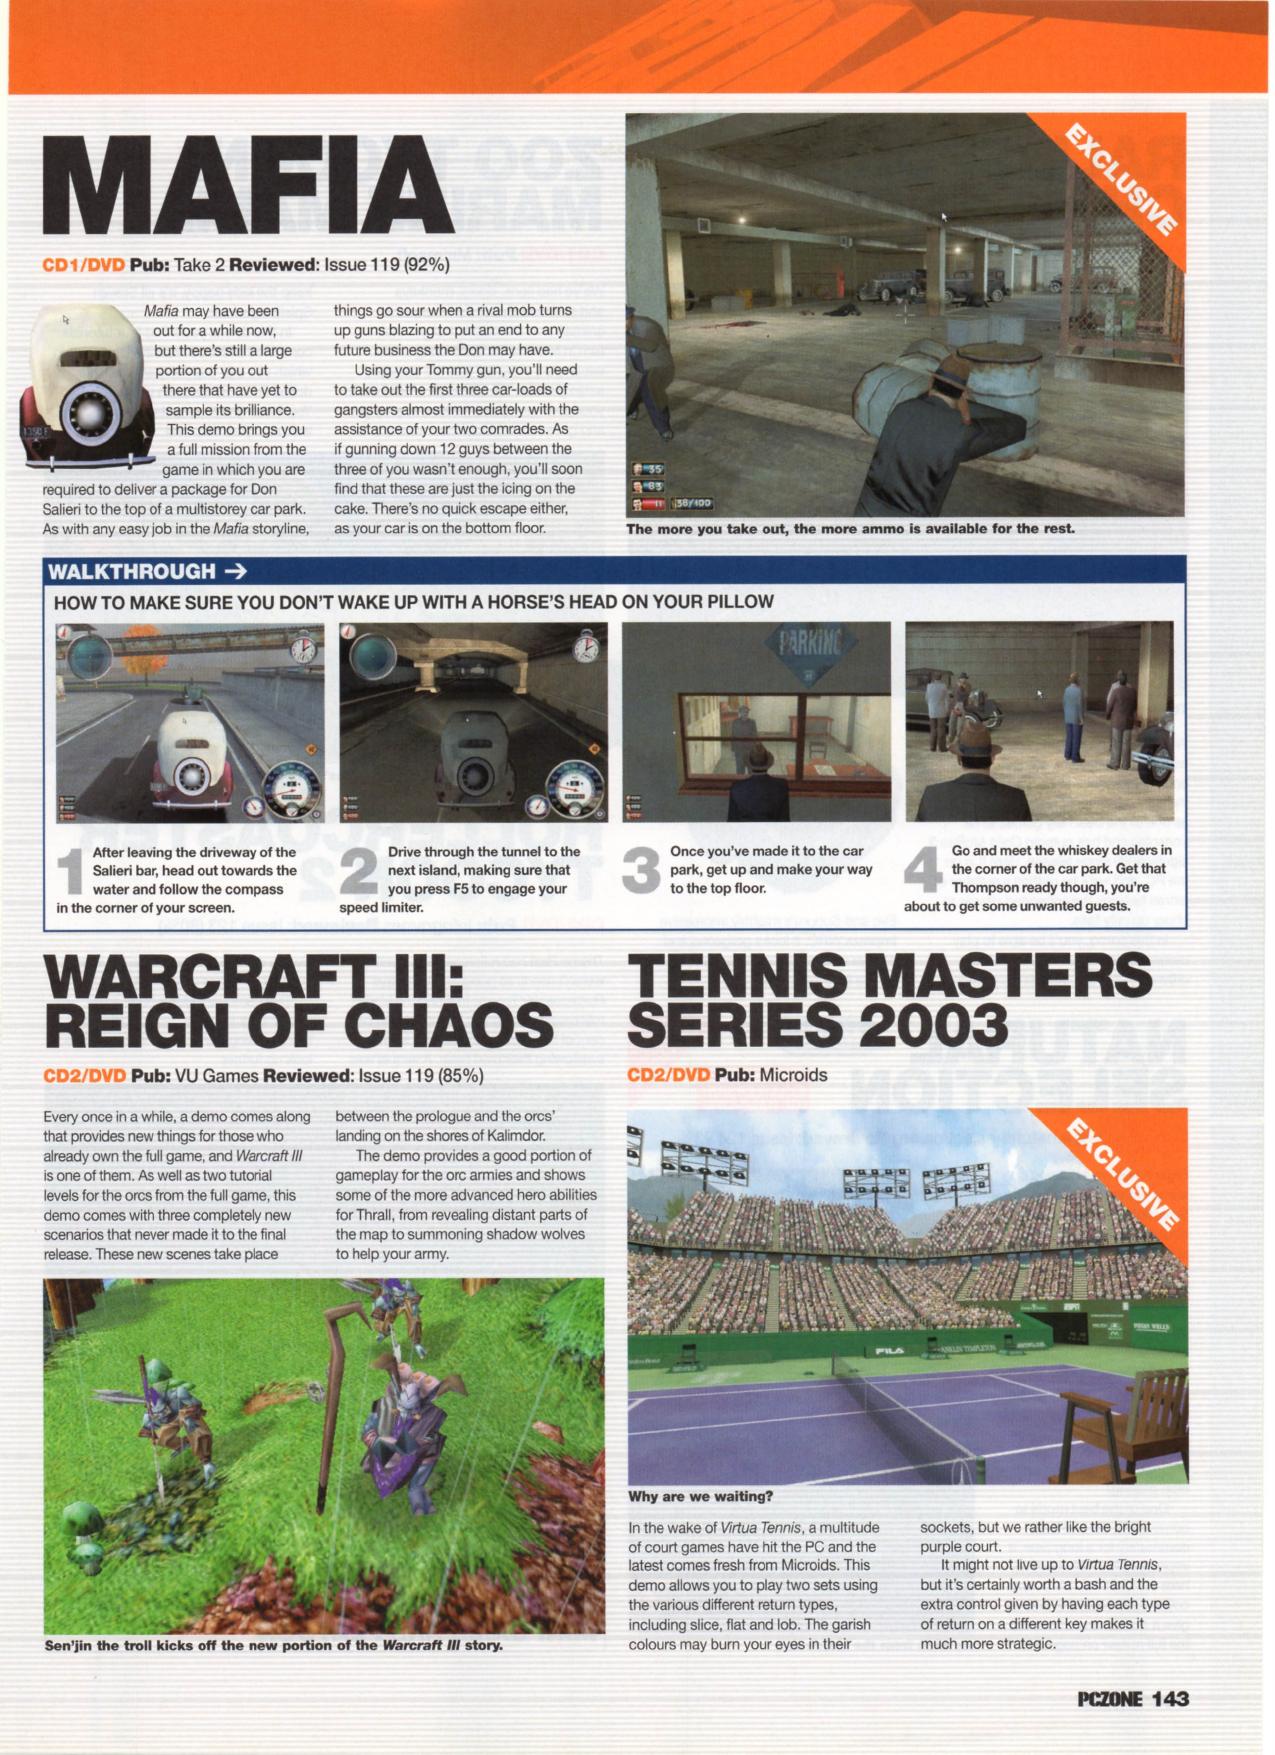 MAFIA
CD1/DVD Pub: Take 2 Reviewed: Issue 119 (92%)
Mafia may have been
out for a while now,
but there's still a large
portion of you out
there that have yet to
sample its brilliance.
This demo brings you
a full mission from the
game in which you are
required to deliver a package for Don
Salieri to the top of a multistorey car park.
As with any easy job in the Mafia storyline,
things go sour when a rival mob turns
up guns blazing to put an end to any
future business the Don may have.
Using your Tommy gun, you'll need
to take out the first three car-loads of
gangsters almost immediately with the
assistance of your two comrades. As
if gunning down 12 guys between the
three of you wasn't enough, you'll soon
find that these are just the icing on the
cake. There's no quick escape either,
as your car is on the bottom floor.
EXCLUSIVE
35
83
11 38/100
The more you take out, the more ammo is available for the rest.
WALKTHROUGH →
HOW TO MAKE SURE YOU DON'T WAKE UP WITH A HORSE'S HEAD ON YOUR PILLOW
PARKING
1 After leaving the driveway of the
Salieri bar, head out towards the
water and follow the compass
in the corner of your screen.
2 Drive through the tunnel to the
next island, making sure that
you press F5 to engage your
speed limiter.
3 Once you've made it to the car
park, get up and make your way
to the top floor.
4 Go and meet the whiskey dealers in
the corner of the car park. Get that
Thompson ready though, you're
about to get some unwanted guests.
WARCRAFT III:
REIGN OF CHAOS
CD2/DVD Pub: VU Games Reviewed: Issue 119 (85%)
Every once in a while, a demo comes along
that provides new things for those who
already own the full game, and Warcraft III
is one of them. As well as two tutorial
levels for the orcs from the full game, this
demo comes with three completely new
scenarios that never made it to the final
release. These new scenes take place
between the prologue and the orcs'
landing on the shores of Kalimdor.
The demo provides a good portion of
gameplay for the orc armies and shows
some of the more advanced hero abilities
for Thrall, from revealing distant parts of
the map to summoning shadow wolves
to help your army.
Sen'jin the troll kicks off the new portion of the Warcraft III story.
TENNIS MASTERS
SERIES 2003
CD2/DVD Pub: Microids
EXCLUSIVE
ESPN
INDIAN WELLS
FILA
FRANKLIN TEMPLETON
Why are we waiting?
In the wake of Virtua Tennis, a multitude
of court games have hit the PC and the
latest comes fresh from Microids. This
demo allows you to play two sets using
the various different return types,
including slice, flat and lob. The garish
colours may burn your eyes in their
sockets, but we rather like the bright
purple court.
It might not live up to Virtua Tennis,
but it's certainly worth a bash and the
extra control given by having each type
of return on a different key makes it
much more strategic.
PCZONE 143